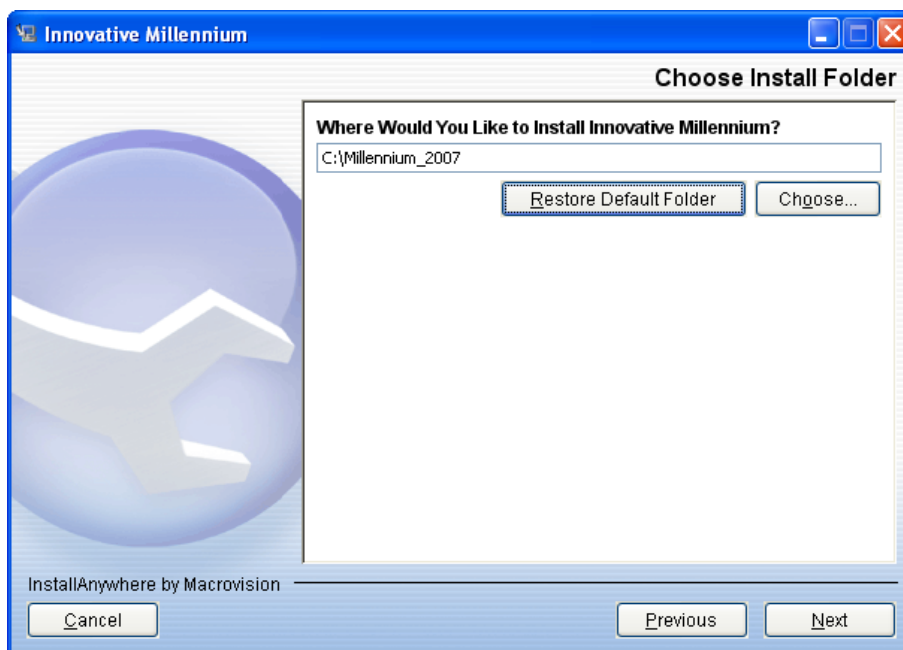 Innovative Millennium
Choose Install Folder
Where Would You Like to Install Innovative Millennium?
C:\Millennium_2007
Restore Default Folder Choose...
InstallAnywhere by Macrovision
Cancel Previous Next